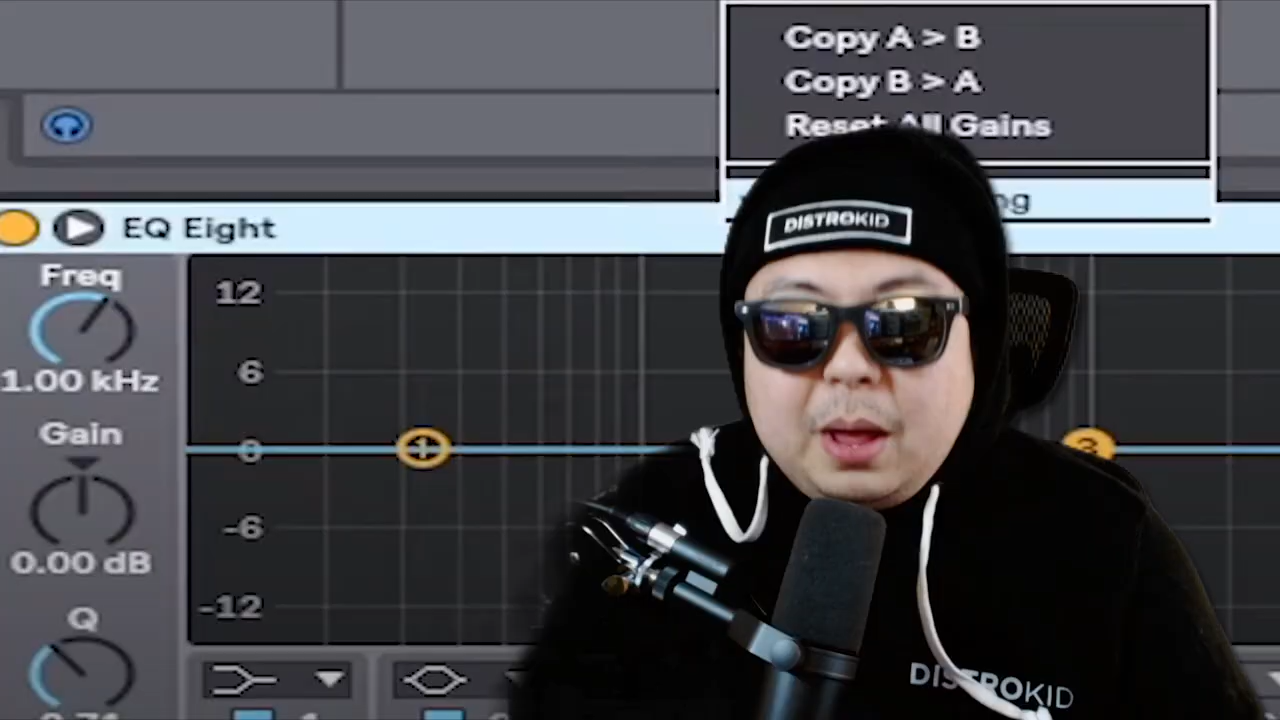 Copy A > B
Copy B > A
Reset All Gains
EQ Eight
Freq
12
6
1.00 kHz
Gain
0
1
3
-6
0.00 dB
-12
Q
DISTROKID
DISTROKID